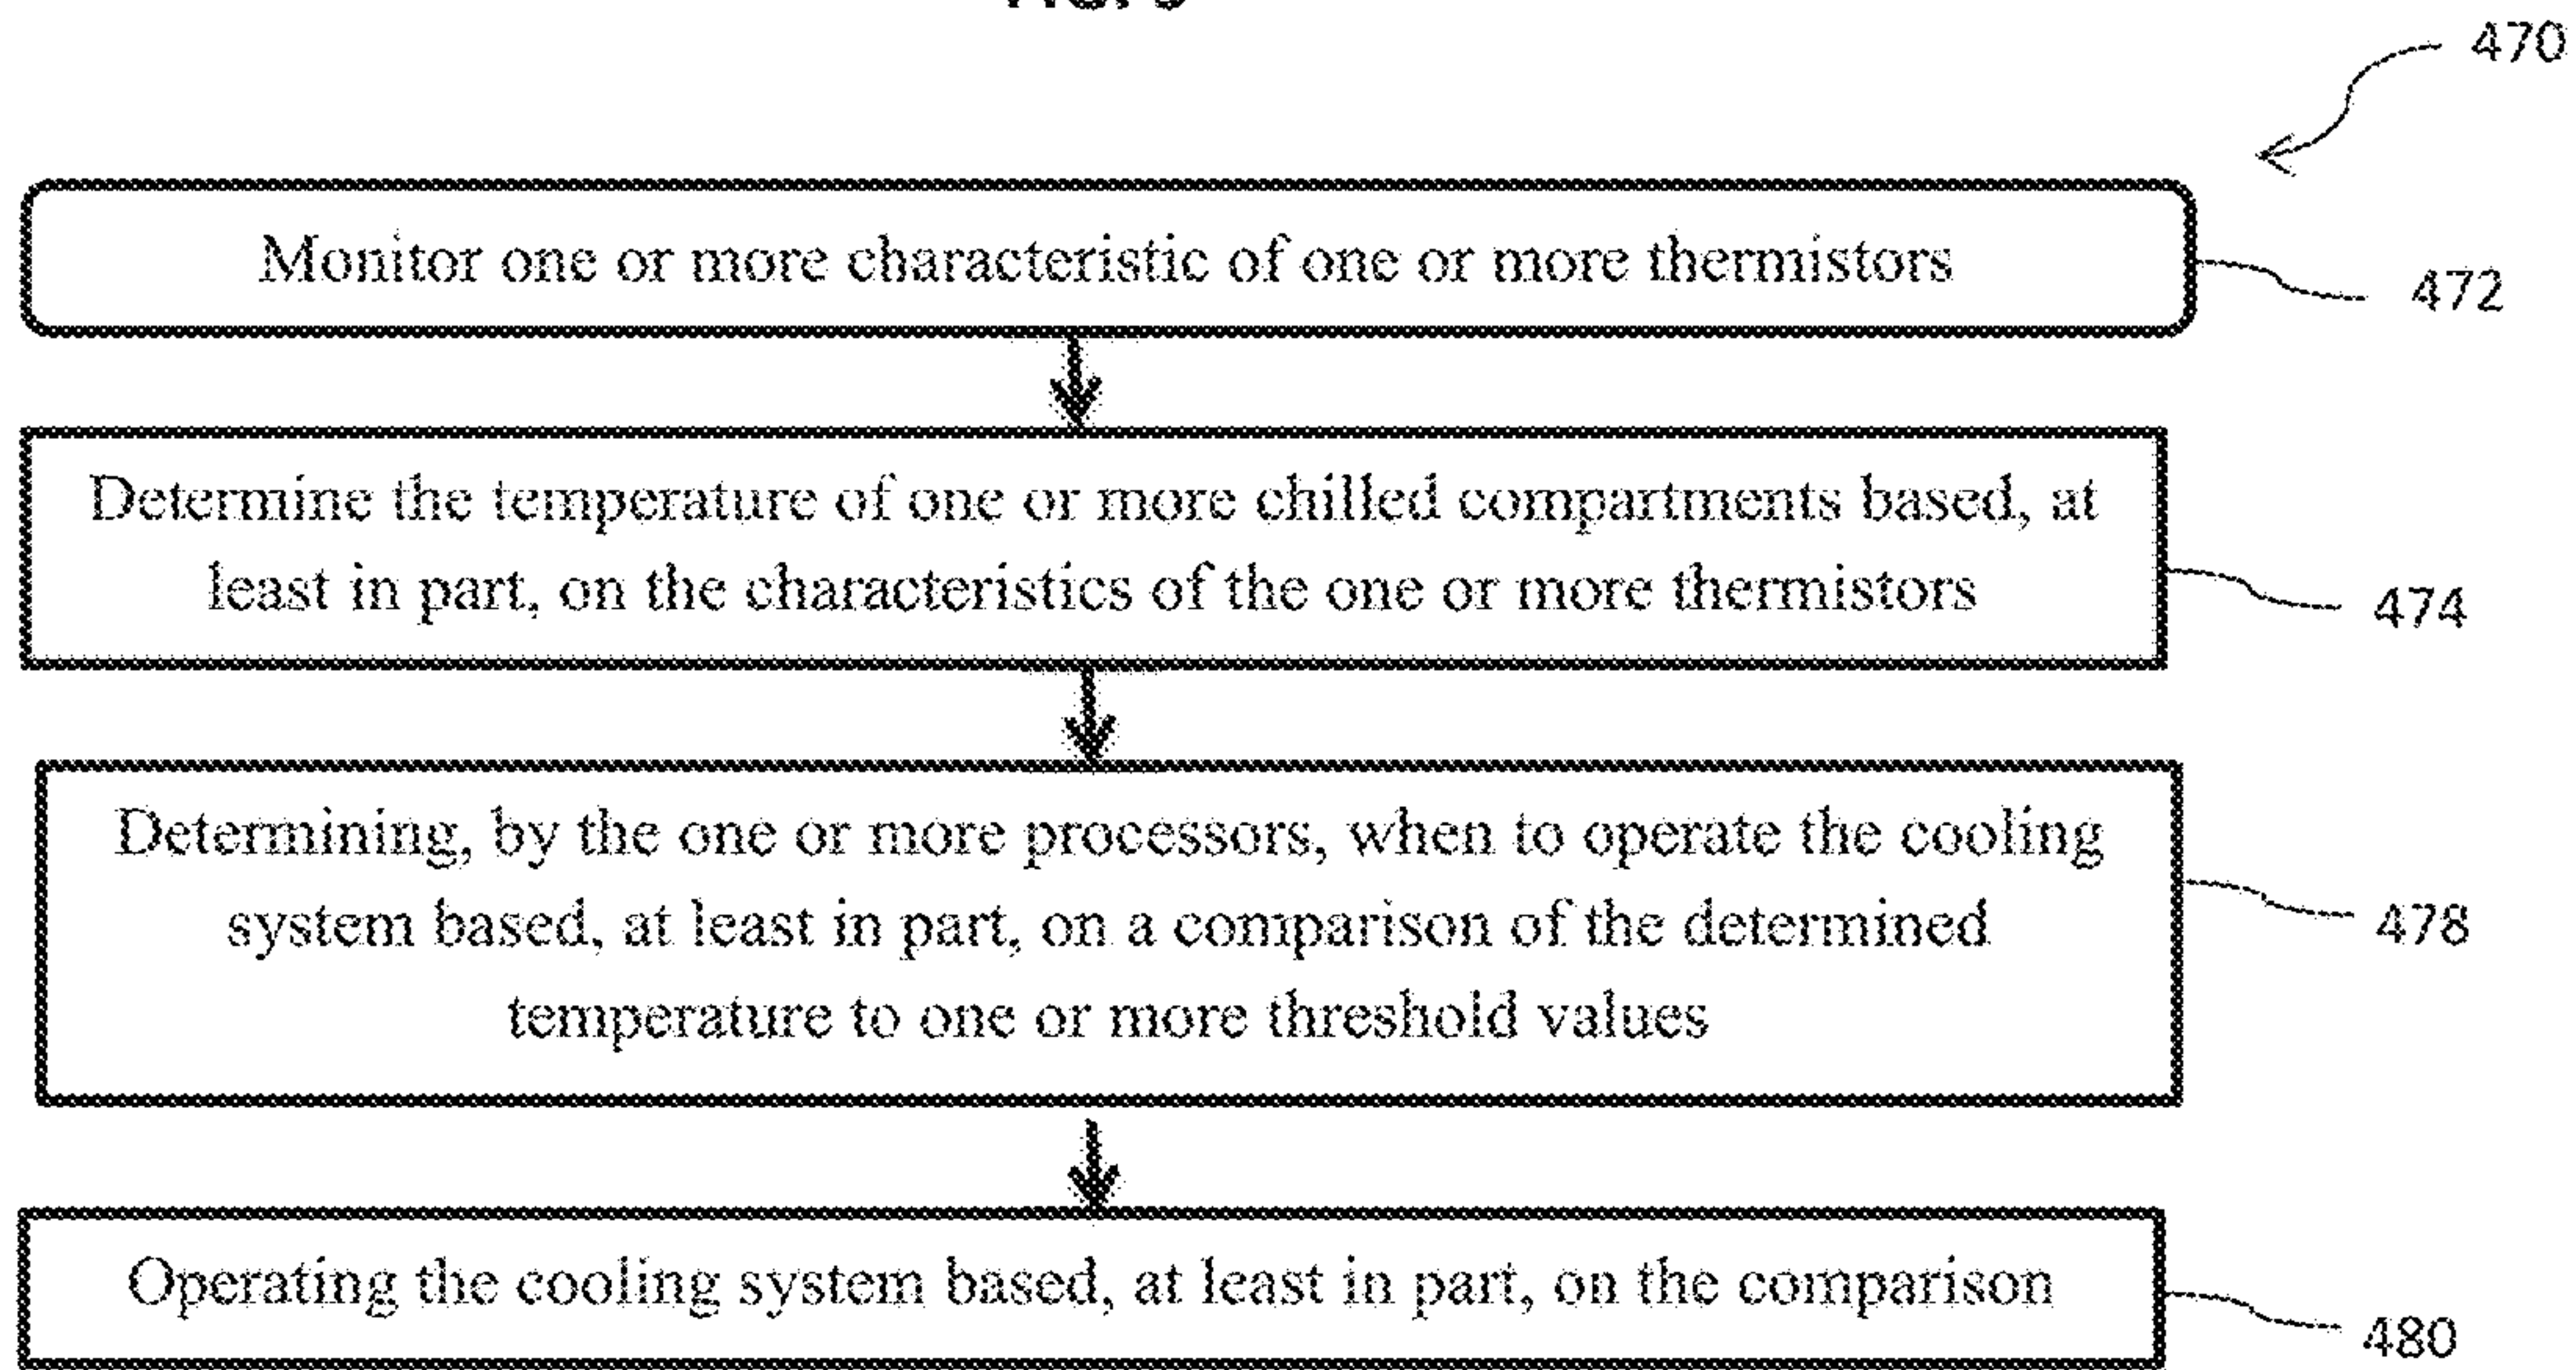 470
Monitor one or more characteristic of one or more thermistors
472
Determine the temperature of one or more chilled compartments based, at
least in part, on the characteristics of the one or more thermistors
474
Determining, by the one or more processors, when to operate the cooling
system based, at least in part, on a comparison of the determined
478
temperature to one or more threshold values
Operating the cooling system based, at least in part, on the comparison
480